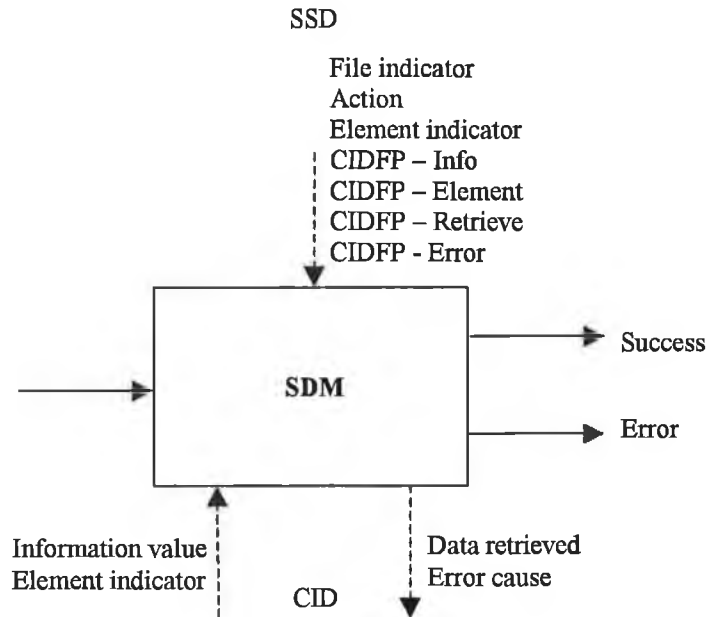 SSD
File indicator
Action
Element indicator
CIDFP – Info
CIDFP – Element
CIDFP – Retrieve
CIDFP - Error
Success
SDM
Error
Information value
Element indicator
Data retrieved
Error cause
CID